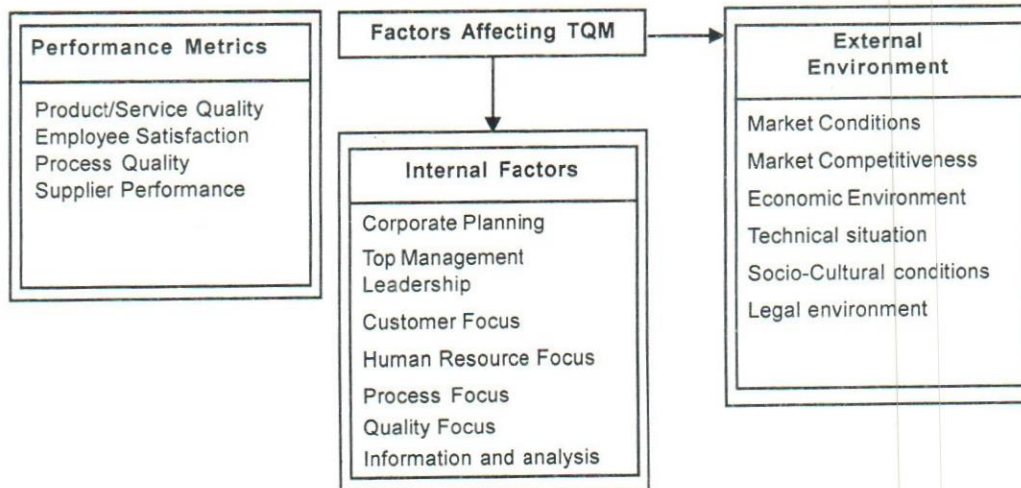 Performance Metrics
Product/Service Quality
Employee Satisfaction
Process Quality
Supplier Performance
Factors Affecting TQM
Internal Factors
Corporate Planning
Top Management
Leadership
Customer Focus
Human Resource Focus
Process Focus
Quality Focus
Information and analysis
External
Environment
Market Conditions
Market Competitiveness
Economic Environment
Technical situation
Socio-Cultural conditions
Legal environment